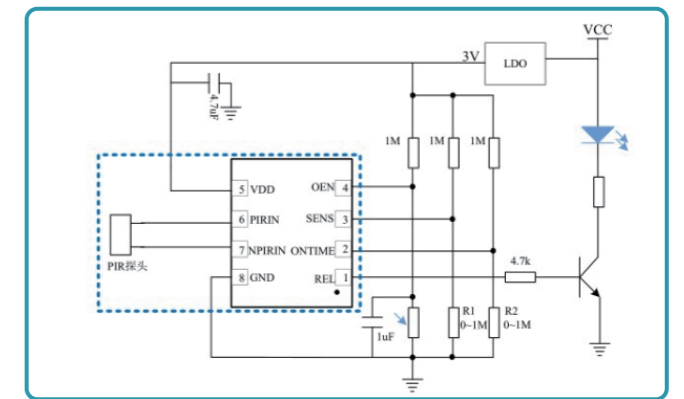 VCC
3V
LDO
4.7uF
1M
1M
1M
5 VDD
OEN 4
6 PIRIN
SENS 3
7 NPIRIN
ONTIME 2
8 GND
REL 1
PIR探头
4.7k
1uF
R1
0~1M
R2
0~1M